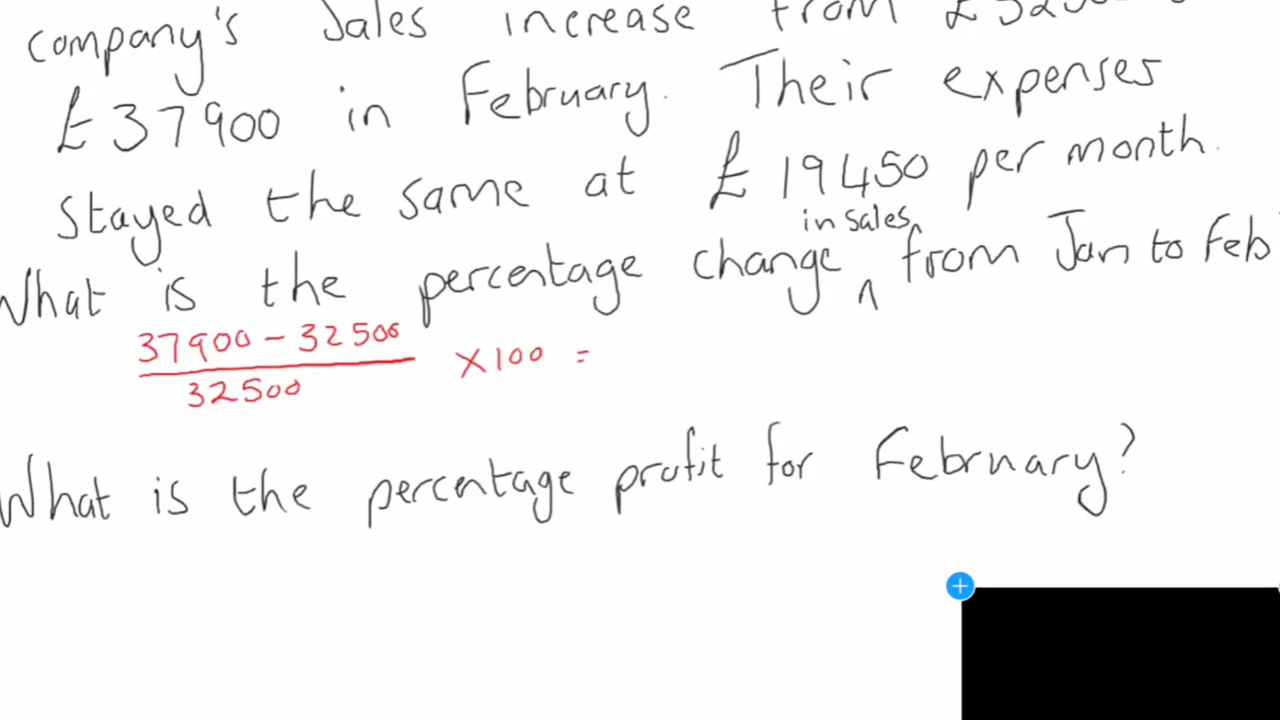 company's sales increase from
£37900 in February. Their expenses
stayed the same at £19450 per month.
in sales
What is the percentage change ^ from Jan to Feb
37900 - 32500
32500
×100 =
What is the percentage profit for February?